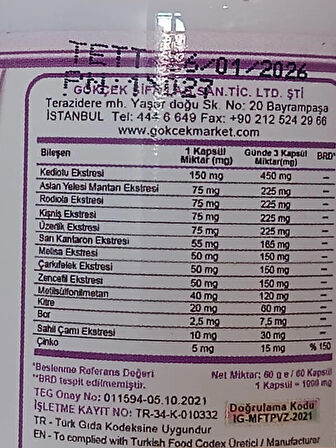 TETT 6/01/2026
PN: 1 027
GÖKÇEK ŞİF SAN.TİC. LTD. ŞTİ
Terazidere mh. Yaşar doğu Sk. No: 20 Bayrampaşa
İSTANBUL Tel: 444 6 649 Fax: +90 212 524 29 66
www.gokcekmarket.com
Bileşen 1 Kapsül Miktar (mg) Günde 3 Kapsül Miktar(mg) BRD**
Kediotu Ekstresi 150 mg 450 mg –
Aslan Yelesi Mantarı Ekstresi 75 mg 225 mg –
Rodiola Ekstresi 75 mg 225 mg –
Kişniş Ekstresi 75 mg 225 mg –
Üzerlik Ekstresi 75 mg 225 mg –
Sarı Kantaron Ekstresi 55 mg 165 mg –
Melisa Ekstresi 50 mg 150 mg –
Çarkıfelek Ekstresi 50 mg 150 mg –
Zencefil Ekstresi 50 mg 150 mg –
Metilsülfonilmetan 40 mg 120 mg –
Kitre 20 mg 60 mg –
Bor 2,5 mg 7,5 mg –
Sahil Çamı Ekstresi 10 mg 30 mg –
Çinko 5 mg 15 mg % 150
*Beslenme Referans Değeri
**BRD tespit edilmemiştir.
Net Miktar: 60 g e / 60 Kapsül
1 Kapsül = 1000 mg
TEG Onay No: 011594-05.10.2021
İŞLETME KAYIT NO: TR-34-K-010332
Doğrulama Kodu
IG-MFTPVZ-2021
TR - Türk Gıda Kodeksine Uygundur
EN - To complied with Turkish Food Codex Üretici / Manufacturer